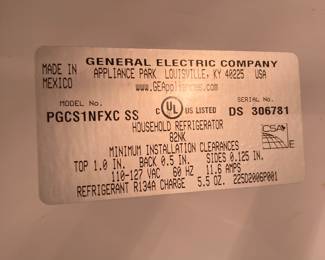 GENERAL ELECTRIC COMPANY
MADE IN MEXICO
APPLIANCE PARK LOUISVILLE, KY 40225 USA
www.GEAppliances.com
MODEL NO.
PGCS1NFXC SS
C UL US LISTED
SERIAL NO.
DS 306781
HOUSEHOLD REFRIGERATOR
82NK
MINIMUM INSTALLATION CLEARANCES
TOP 1.0 IN. BACK 0.5 IN. SIDES 0.125 IN.
110-127 VAC 60 HZ 11.6 AMPS
REFRIGERANT R134A CHARGE 5.5 OZ. 225D2006P001
CSA
E